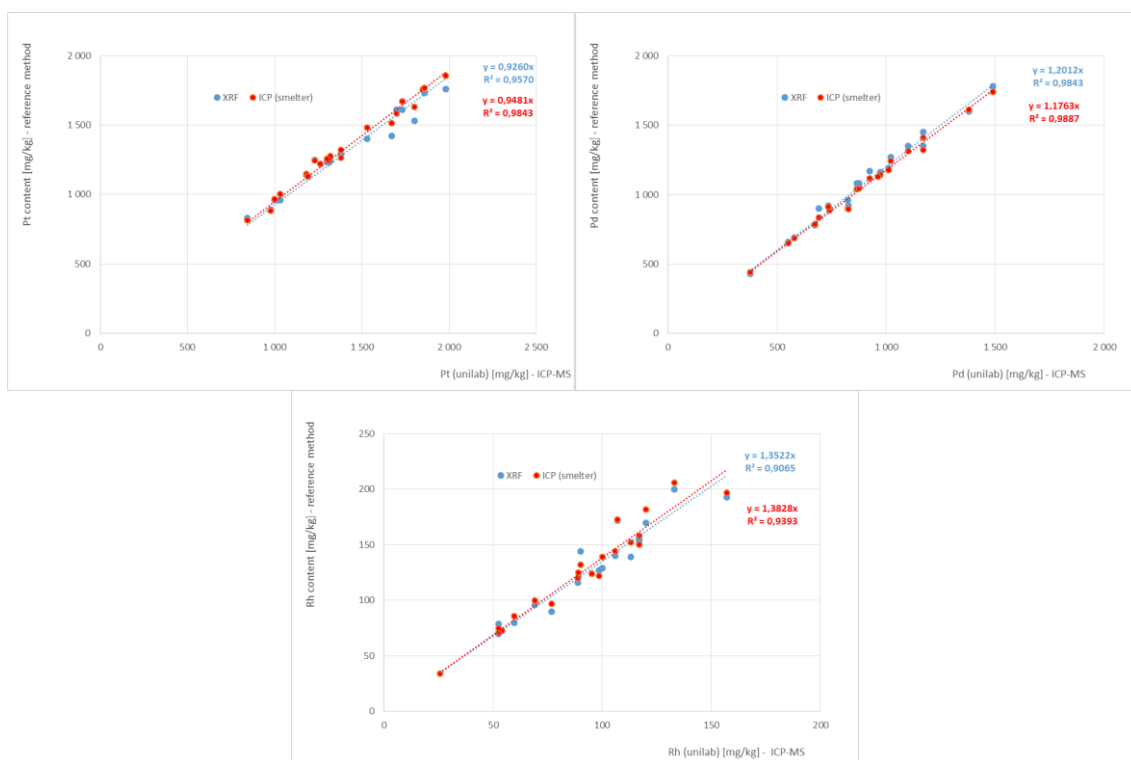 Pt content [mg/kg] - reference method
2 000
1 500
1 000
500
0
0
500
1 000
1 500
2 000
2 500
XRF
ICP (smelter)
y = 0,9260x
R² = 0,9570
y = 0,9481x
R² = 0,9843
Pt (unilab) [mg/kg] - ICP-MS
Pd content [mg/kg] - reference method
2 000
1 500
1 000
500
0
0
500
1 000
1 500
2 000
XRF
ICP (smelter)
y = 1,2012x
R² = 0,9843
y = 1,1763x
R² = 0,9887
Pd (unilab) [mg/kg] - ICP-MS
Rh content [mg/kg] - reference method
250
200
150
100
50
0
0
50
100
150
200
XRF
ICP (smelter)
y = 1,3522x
R² = 0,9065
y = 1,3828x
R² = 0,9393
Rh (unilab) [mg/kg] - ICP-MS